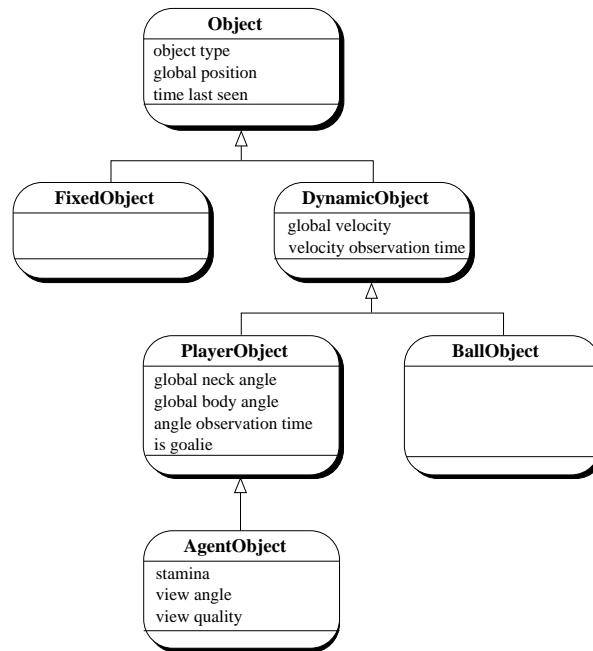 Object
object type
global position
time last seen
FixedObject
DynamicObject
global velocity
velocity observation time
PlayerObject
global neck angle
global body angle
angle observation time
is goalie
BallObject
AgentObject
stamina
view angle
view quality